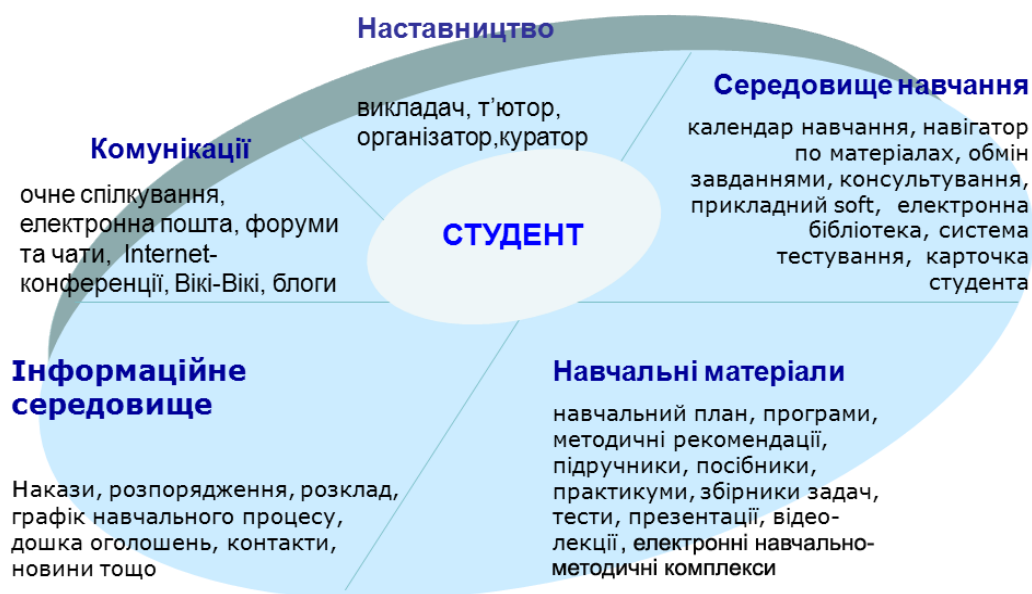 Наставництво
викладач, т’ютор,
організатор,куратор
Середовище навчання
календар навчання, навігатор
по матеріалах, обмін
завданнями, консультування,
прикладний soft, електронна
бібліотека, система
тестування, карточка
студента
Комунікації
очне спілкування,
електронна пошта, форуми
та чати, Internet-
конференції, Вікі-Вікі, блоги
СТУДЕНТ
Інформаційне
середовище
Накази, розпорядження, розклад,
графік навчального процесу,
дошка оголошень, контакти,
новини тощо
Навчальні матеріали
навчальний план, програми,
методичні рекомендації,
підручники, посібники,
практикуми, збірники задач,
тести, презентації, відео-
лекції, електронні навчально-
методичні комплекси